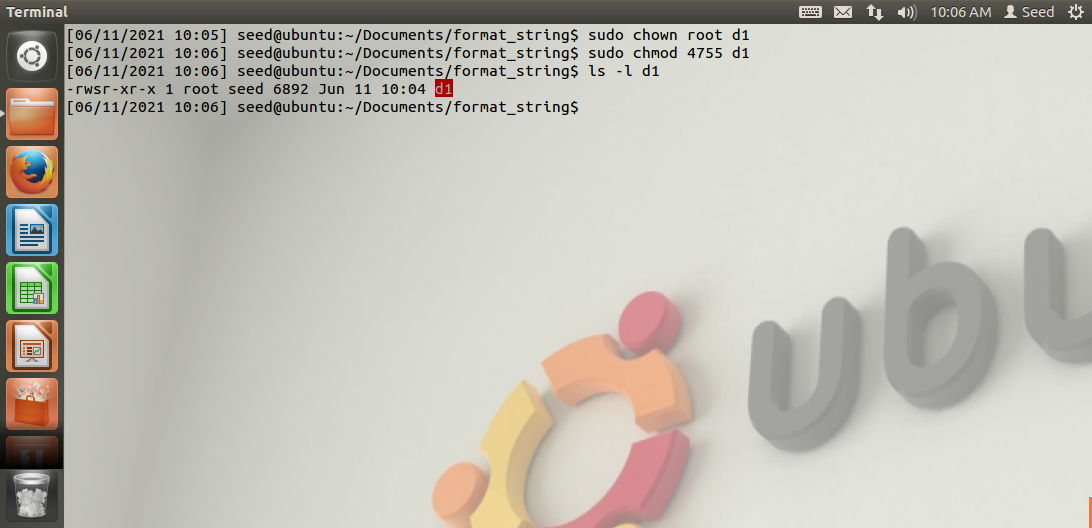 Terminal 10:06 AM Seed
[06/11/2021 10:05] seed@ubuntu:~/Documents/format_string$ sudo chown root d1
[06/11/2021 10:06] seed@ubuntu:~/Documents/format_string$ sudo chmod 4755 d1
[06/11/2021 10:06] seed@ubuntu:~/Documents/format_string$ ls -l d1
-rwsr-xr-x 1 root seed 6892 Jun 11 10:04 d1
[06/11/2021 10:06] seed@ubuntu:~/Documents/format_string$
ubu